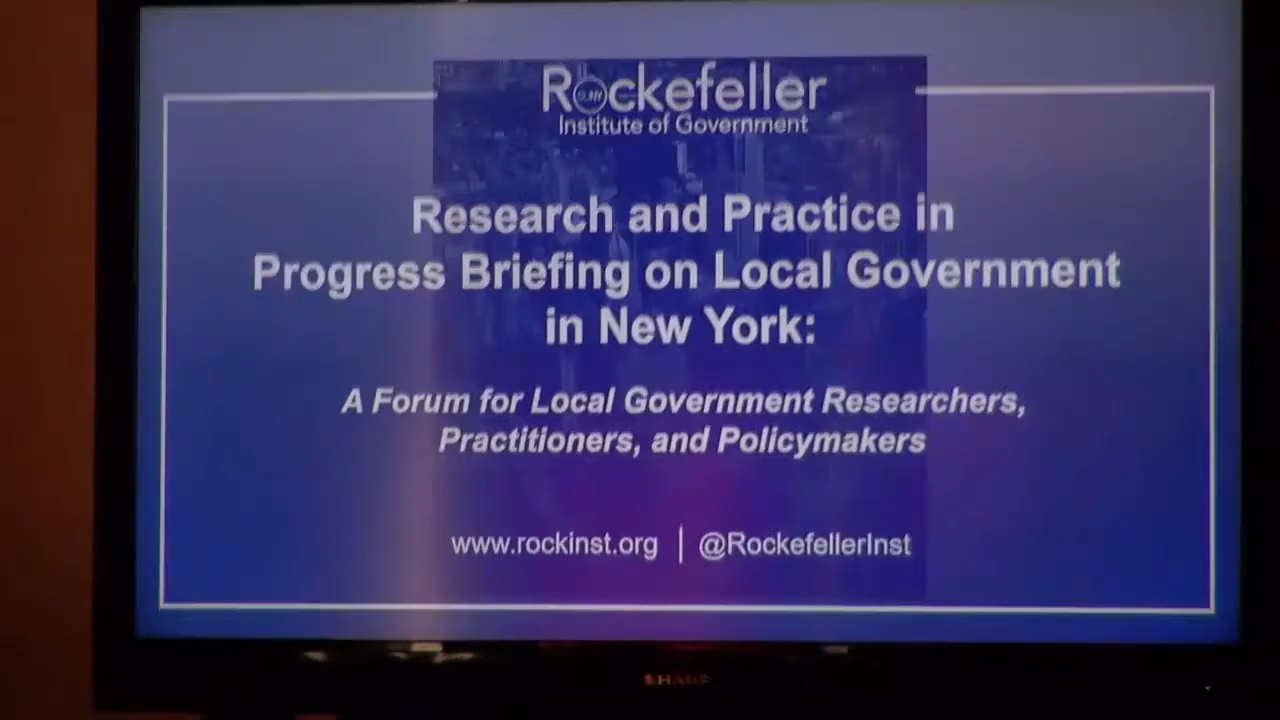 Rockefeller
SUNY
Institute of Government
Research and Practice in
Progress Briefing on Local Government
in New York:
A Forum for Local Government Researchers,
Practitioners, and Policymakers
www.rockinst.org | @RockefellerInst
SHARP